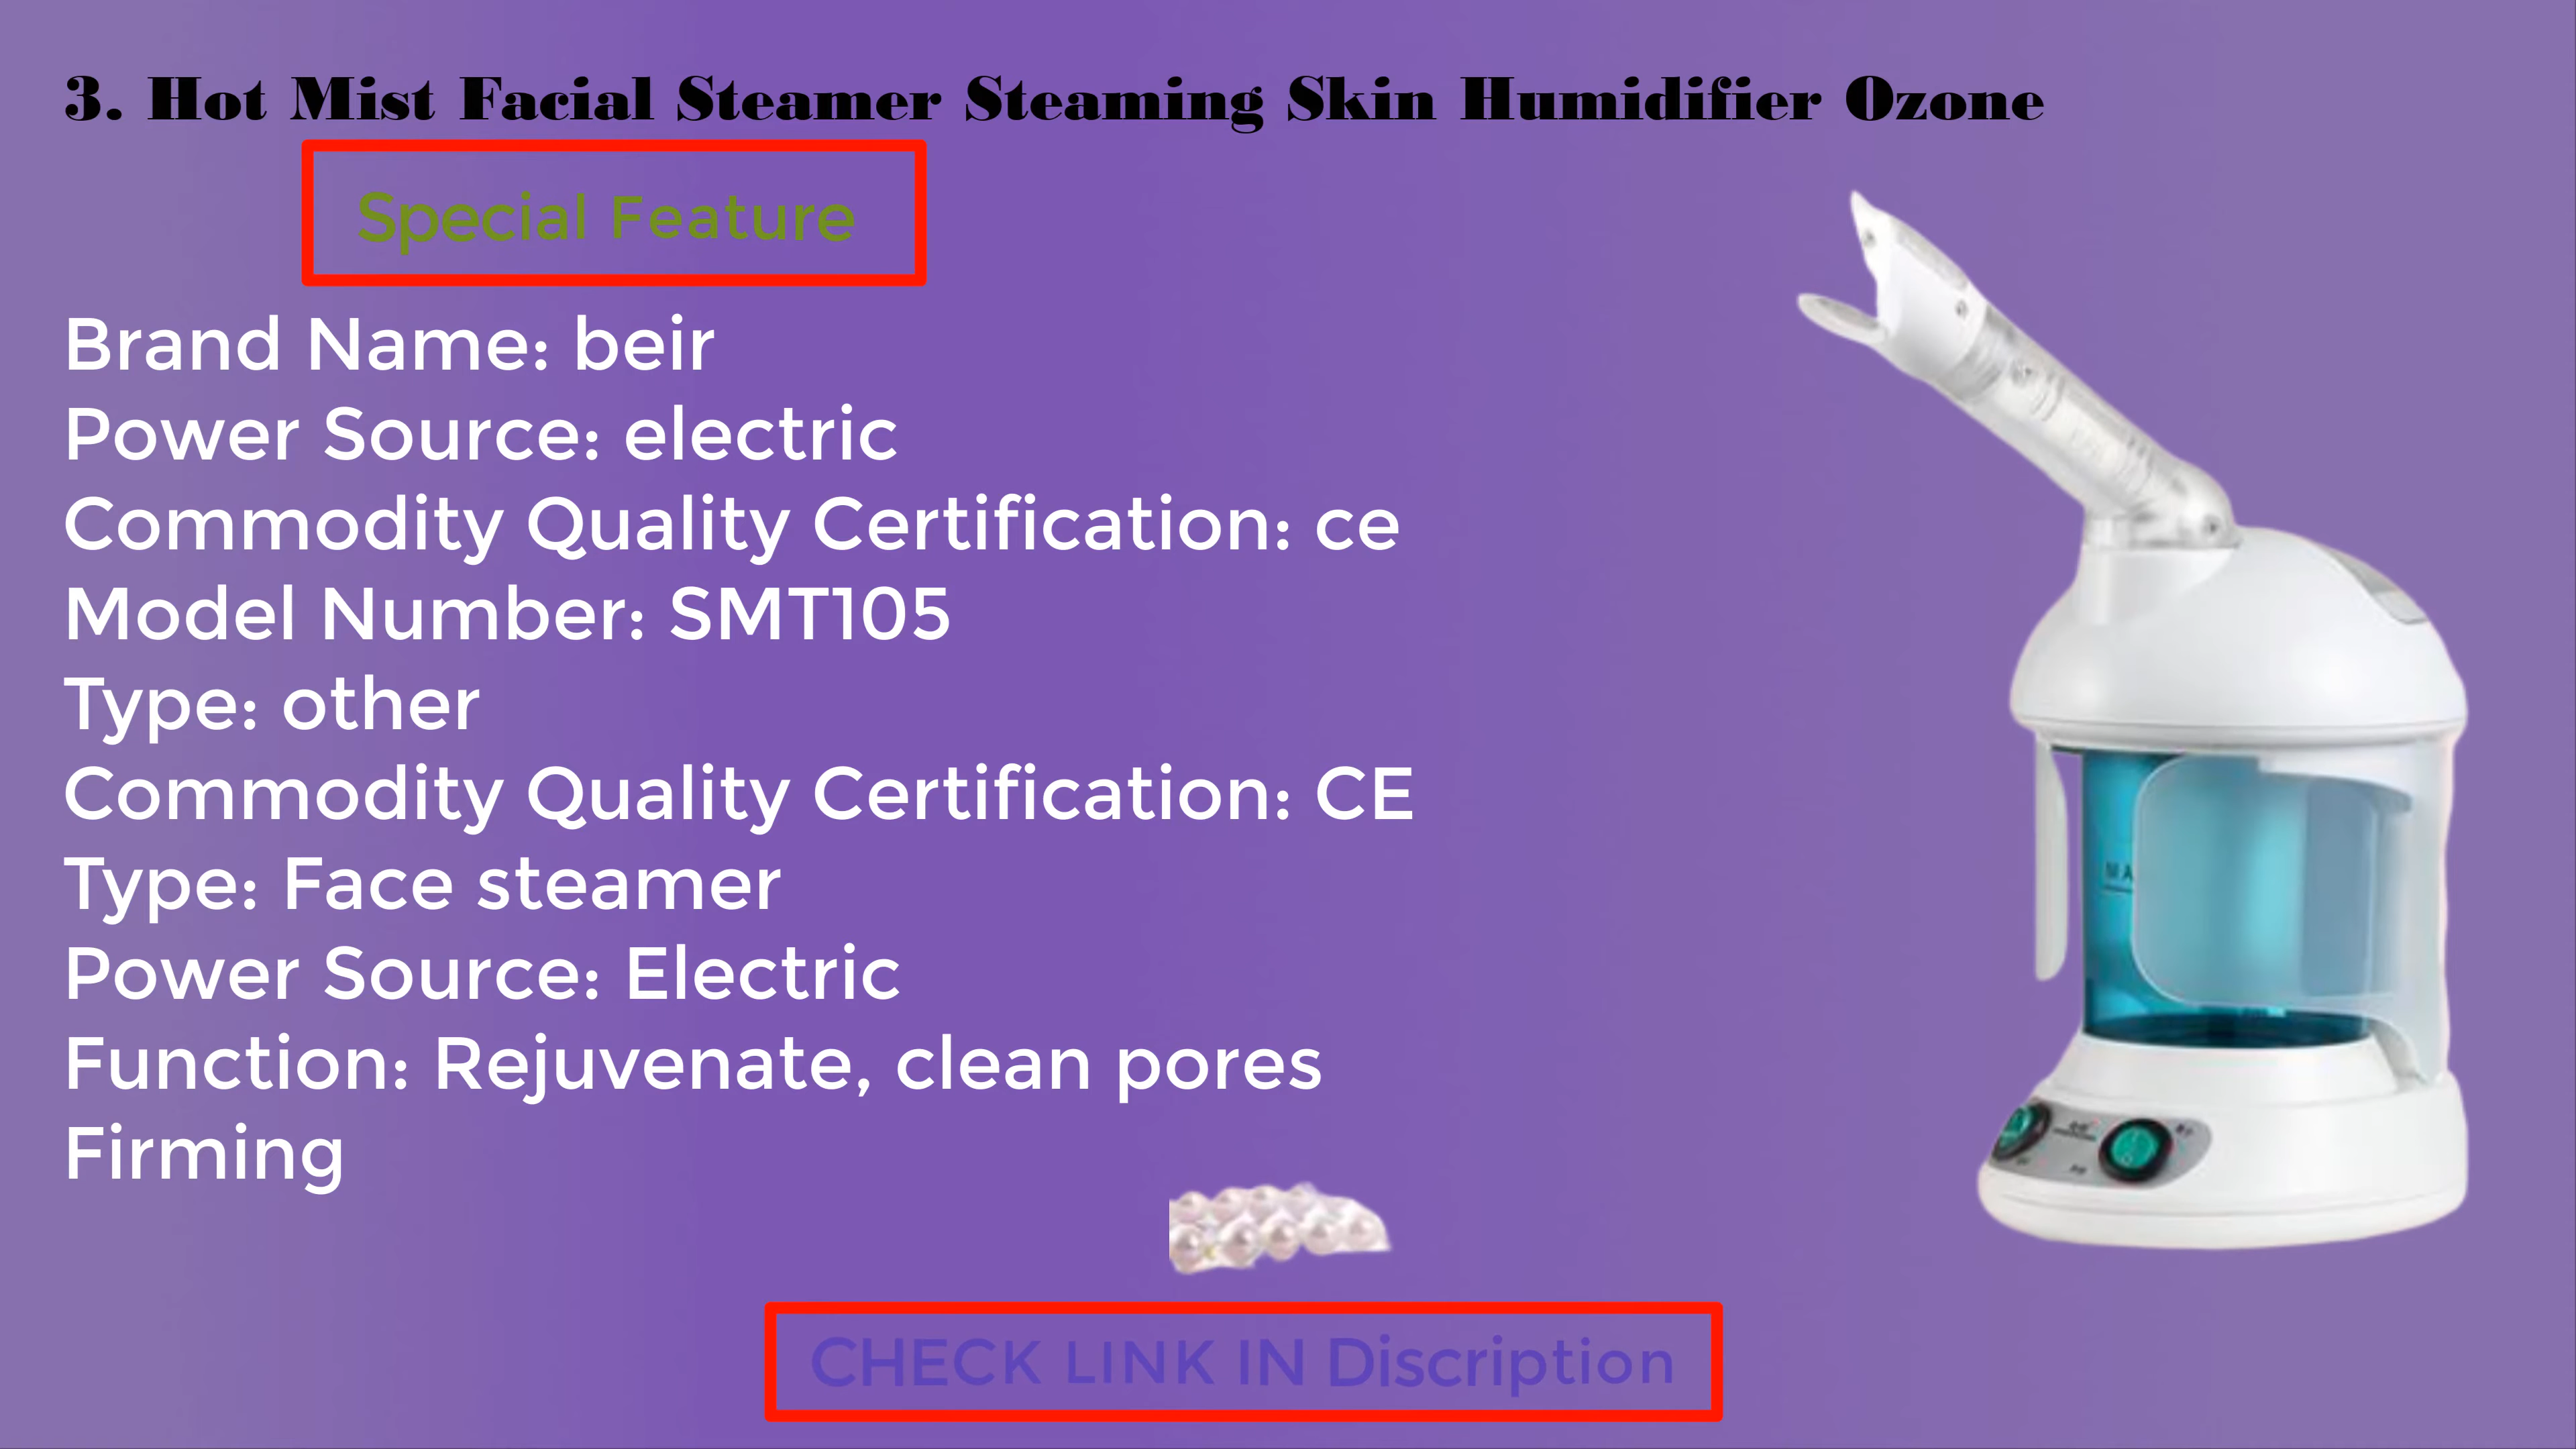 3. Hot Mist Facial Steamer Steaming Skin Humidifier Ozone
Special Feature
Brand Name: beir
Power Source: electric
Commodity Quality Certification: ce
Model Number: SMT105
Type: other
Commodity Quality Certification: CE
Type: Face steamer
Power Source: Electric
Function: Rejuvenate, clean pores
Firming
MA
CHECK LINK IN Discription